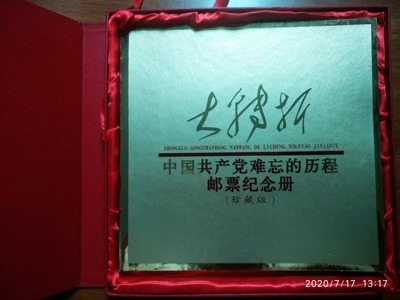 大转折
ZHONGGUO GONGCHANDANG NANWANG DE LICHENG YOUPIAO JINIANCE
中国共产党难忘的历程
邮票纪念册
(珍藏版)
2020/7/17 13:17